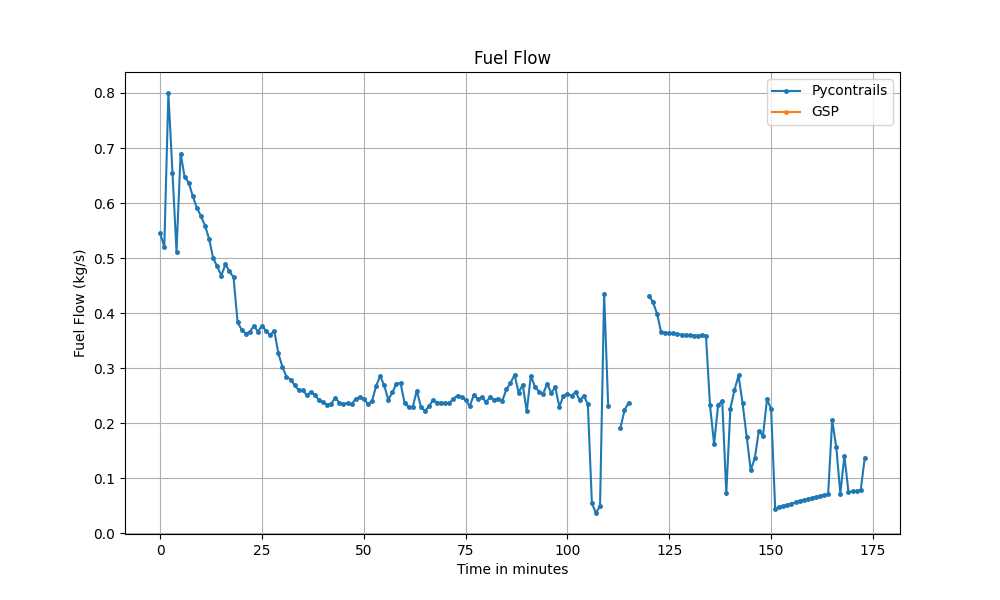 Fuel Flow
Pycontrails
GSP
Fuel Flow (kg/s)
0.8
0.7
0.6
0.5
0.4
0.3
0.2
0.1
0.0
0 25 50 75 100 125 150 175
Time in minutes